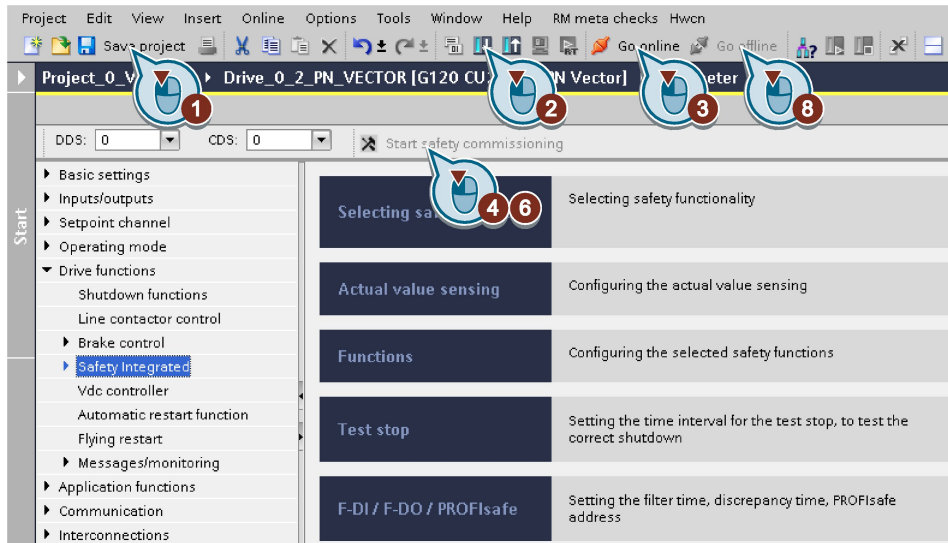 Project Edit View Insert Online Options Tools Window Help RM meta checks Hwcn
Save project Go online Go offline
Project_0_V Drive_0_2_PN_VECTOR [G120 CU N Vector] eter
1 2 3 8
DDS: 0 CDS: 0 Start safety commissioning
4 6
Start
Basic settings
Inputs/outputs
Setpoint channel
Operating mode
Drive functions
Shutdown functions
Line contactor control
Brake control
Safety Integrated
Vdc controller
Automatic restart function
Flying restart
Messages/monitoring
Application functions
Communication
Interconnections
Selecting sa
Selecting safety functionality
Actual value sensing
Configuring the actual value sensing
Functions
Configuring the selected safety functions
Test stop
Setting the time interval for the test stop, to test the
correct shutdown
F-DI / F-DO / PROFIsafe
Setting the filter time, discrepancy time, PROFIsafe
address